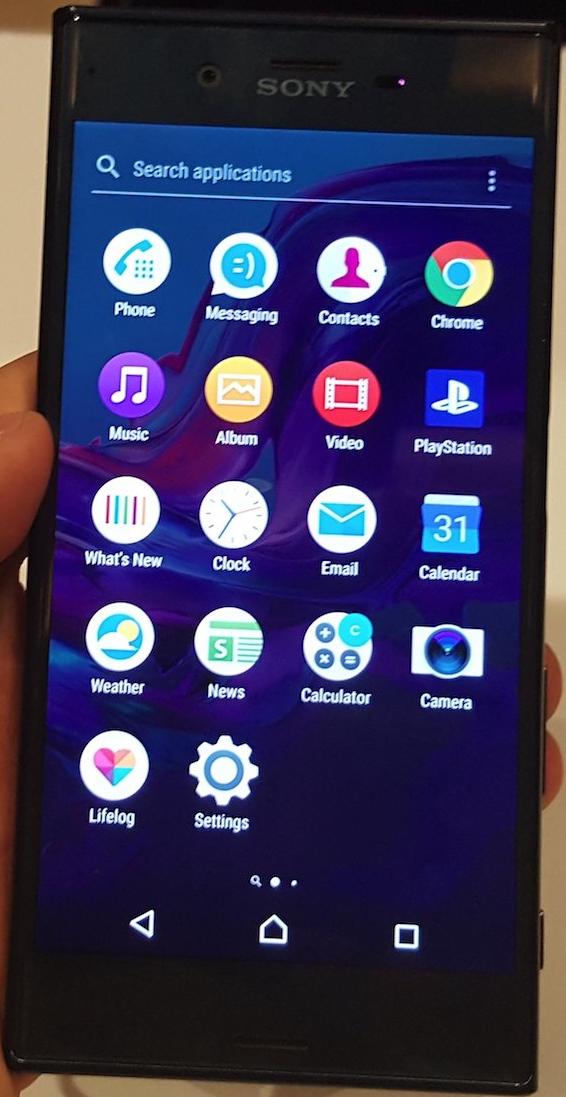 SONY
Search applications
Phone Messaging Contacts Chrome
Music Album Video PlayStation
31
What's New Clock Email Calendar
S
C
Weather News Calculator Camera
Lifelog Settings